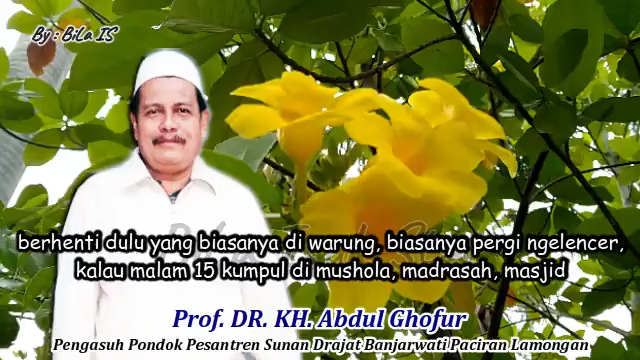 By : BiLa IS
berhenti dulu yang biasanya di warung, biasanya pergi ngelencer,
kalau malam 15 kumpul di mushola, madrasah, masjid
Prof. DR. KH. Abdul Ghofur
Pengasuh Pondok Pesantren Sunan Drajat Banjarwati Paciran Lamongan